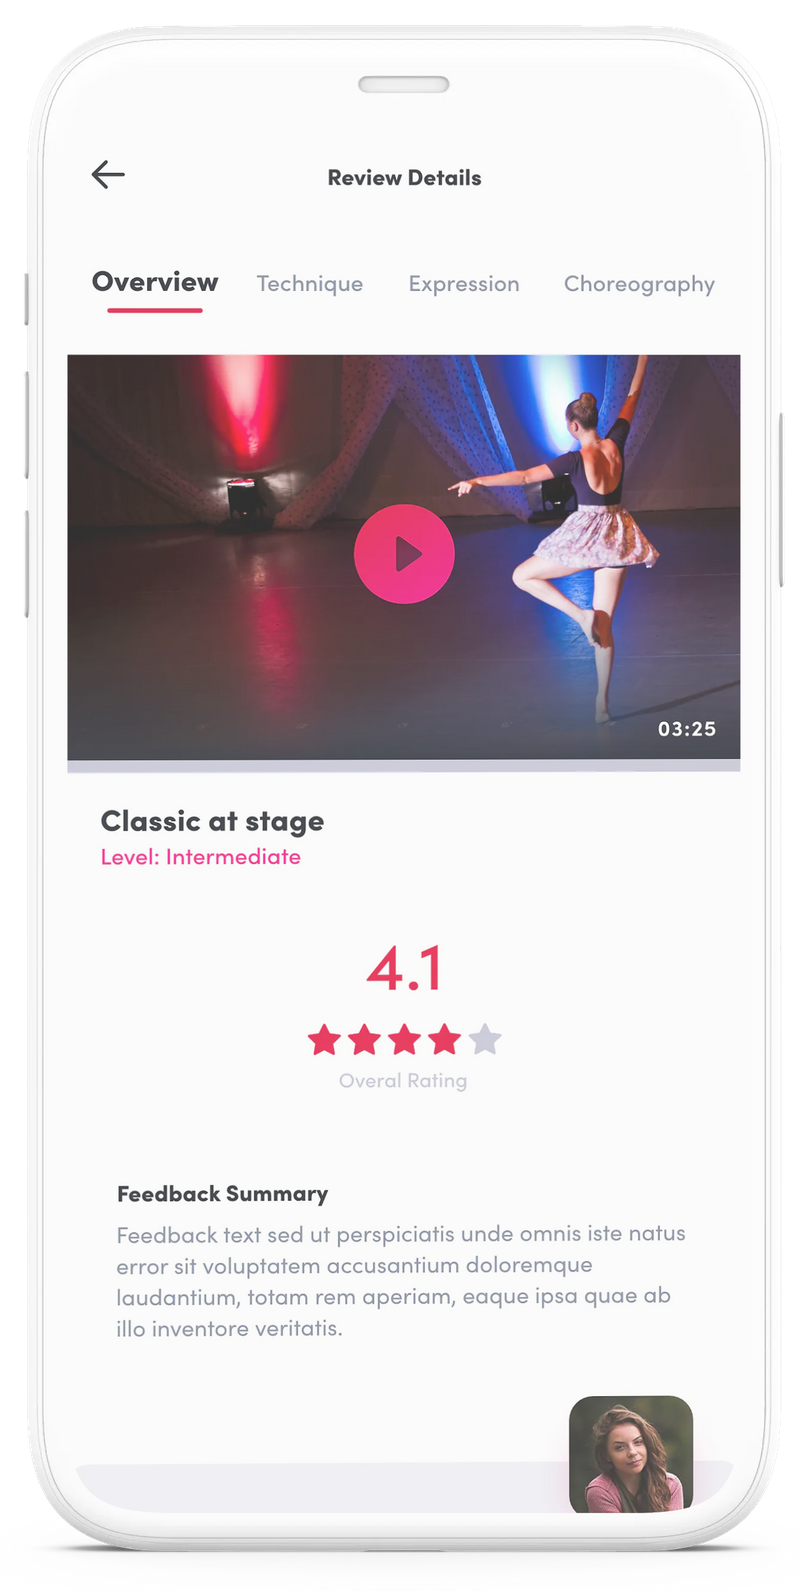 Review Details
Overview Technique Expression Choreography
03:25
Classic at stage
Level: Intermediate
4.1
Overal Rating
Feedback Summary
Feedback text sed ut perspiciatis unde omnis iste natus
error sit voluptatem accusantium doloremque
laudantium, totam rem aperiam, eaque ipsa quae ab
illo inventore veritatis.